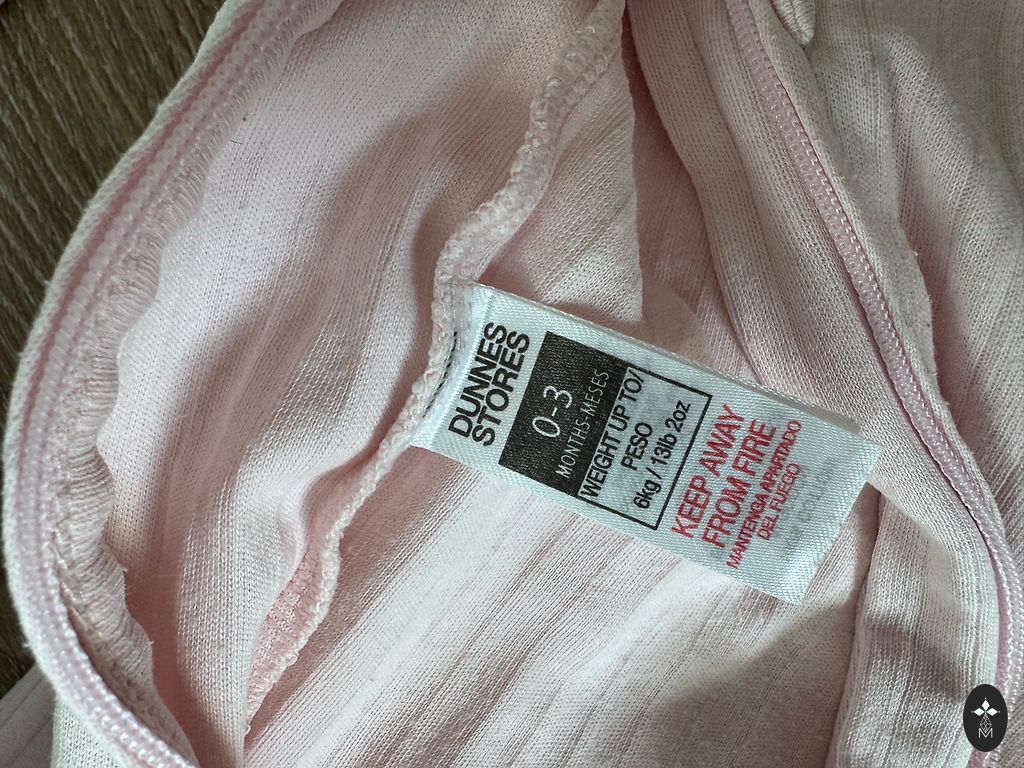 DUNNES
STORES
0-3
MONTHS·MESES
WEIGHT UP TO/
PESO
6kg / 13lb 2oz
KEEP AWAY
FROM FIRE
MANTENGA APARTADO
DEL FUEGO
M